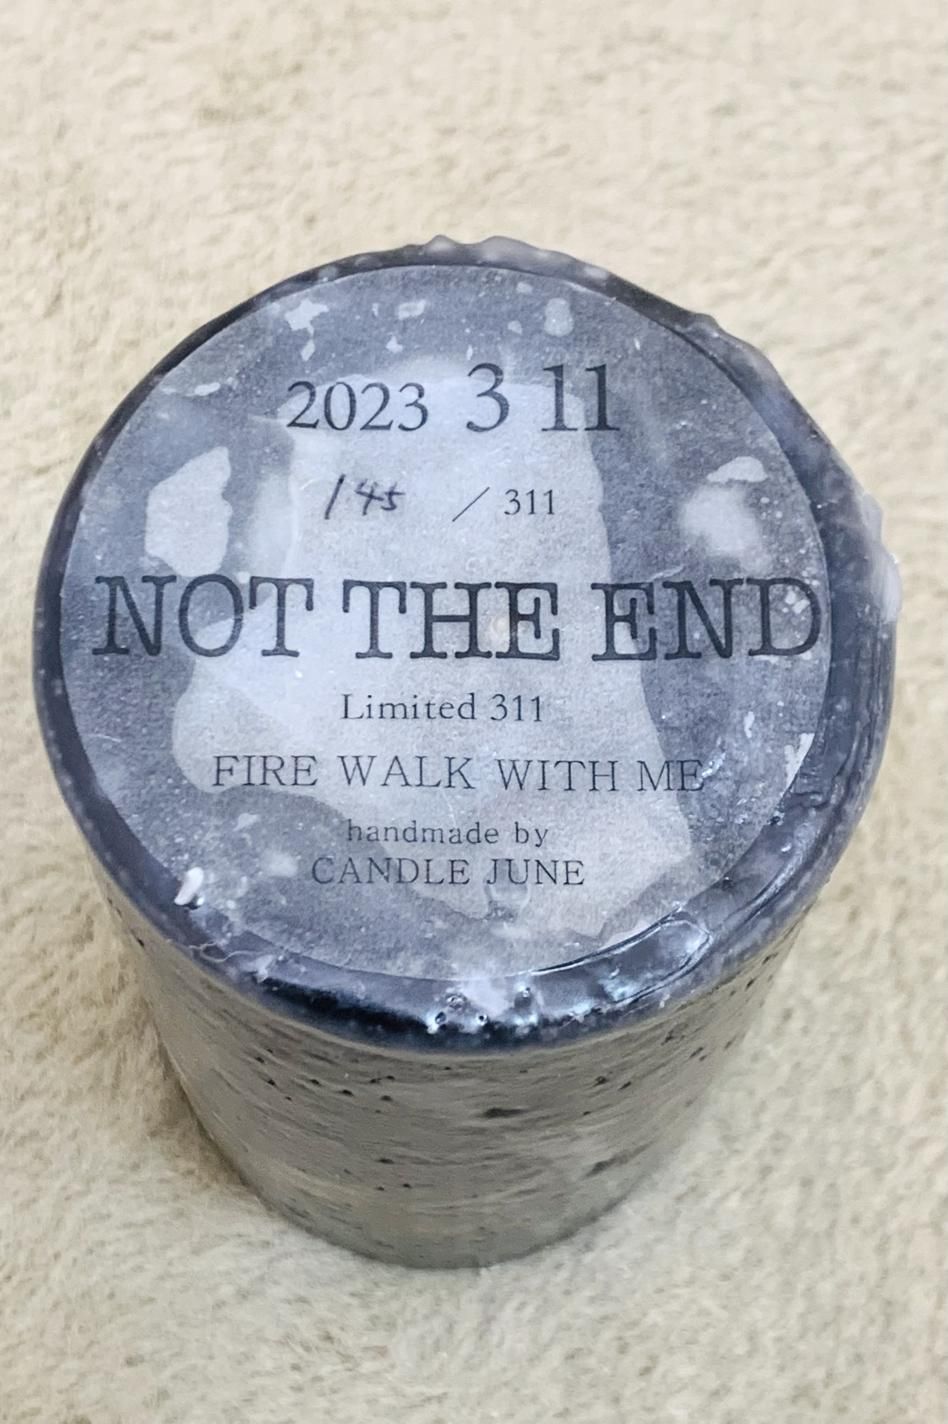 2023 3 11
145 / 311
NOT THE END
Limited 311
FIRE WALK WITH ME
handmade by
CANDLE JUNE